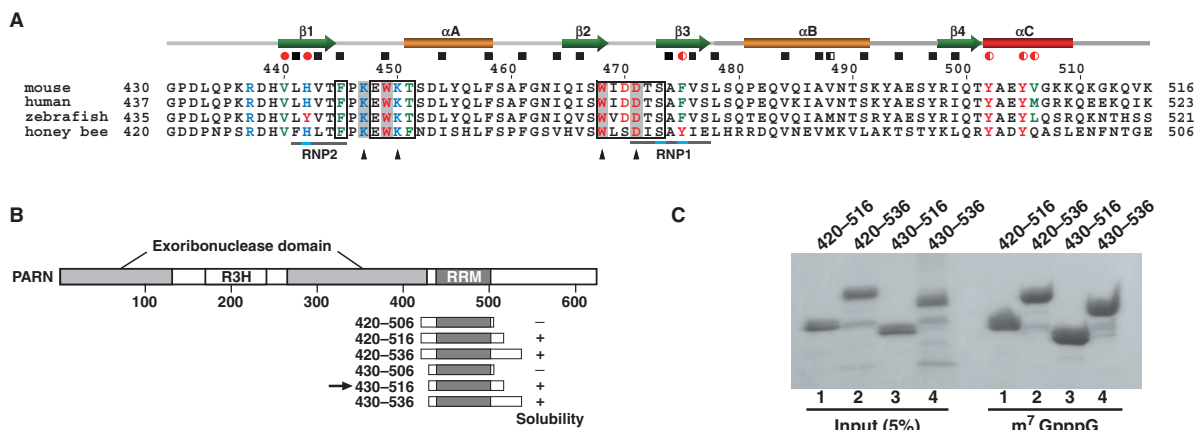 A
β1 αA β2 β3 αB β4 αC
440 450 460 470 480 490 500 510
mouse 430 GPDLQPKRDHVLHVTFPKEWKTSDLYQLFSAFGNIQISWIDDTSAFVSLSQPEQVQIAVNTSKYAESYRIQTYAEYVGRKQKGKQVK 516
human 437 GPDLQPKRDHVLHVTFPKEWKTSDLYQLFSAFGNIQISWIDDTSAFVSLSQPEQVKIAVNTSKYAESYRIQTYAEYMGRKQEEKQIK 523
zebrafish 435 GPDLQPKRDHVLYVTFPKEWKTSDLYQLFSAFGNIQVSWIDDTSAFVSLSQPEQVQIAMNTSKYAESYRIQTYAEYLQRKQKNTHSS 521
honey bee 420 GDDPNPSRDHVFHLTFPKEWKFNDISHLFSPFGSVHVSWLSDISAYIELHRRDQVNEVMKVLAKTSTYKLQRYADYQASLENFNTGE 506
RNP2 RNP1
B
Exoribonuclease domain
PARN R3H RRM
100 200 300 400 500 600
420–506 –
420–516 +
420–536 +
430–506 –
430–516 +
430–536 +
Solubility
C
420–516 420–536 430–516 430–536 420–516 420–536 430–516 430–536
1 2 3 4 1 2 3 4
Input (5%) m7 GpppG